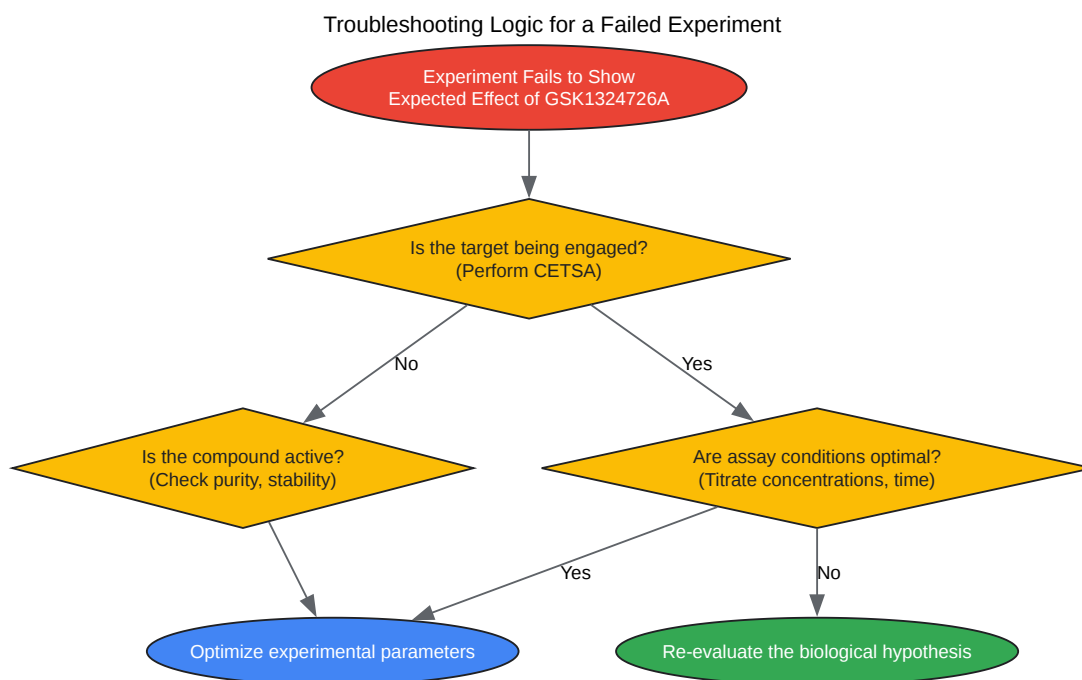 Troubleshooting Logic for a Failed Experiment
Experiment Fails to Show
Expected Effect of GSK1324726A
Is the target being engaged?
(Perform CETSA)
No
Yes
Is the compound active?
(Check purity, stability)
Are assay conditions optimal?
(Titrate concentrations, time)
Yes
No
Optimize experimental parameters
Re-evaluate the biological hypothesis